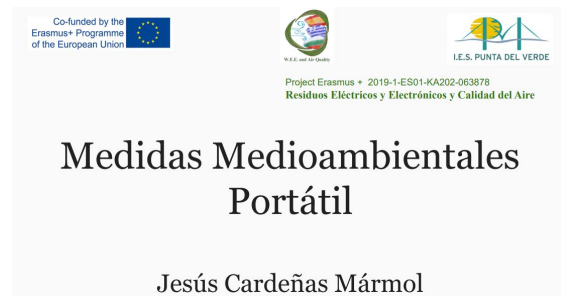 Co-funded by the
Erasmus+ Programme
of the European Union
W.E.E. and Air Quality
I.E.S. PUNTA DEL VERDE
Project Erasmus + 2019-1-ES01-KA202-063878
Residuos Eléctricos y Electrónicos y Calidad del Aire
Medidas Medioambientales
Portátil
Jesús Cardeñas Mármol